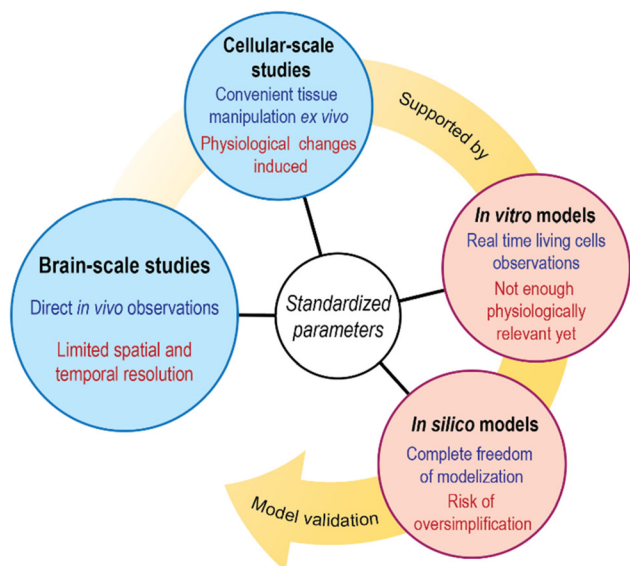 Cellular-scale
studies
Convenient tissue
manipulation ex vivo
Physiological changes
induced
Supported by
Brain-scale studies
Direct in vivo observations
Limited spatial and
temporal resolution
Standardized
parameters
In vitro models
Real time living cells
observations
Not enough
physiologically
relevant yet
In silico models
Complete freedom
of modelization
Risk of
oversimplification
Model validation